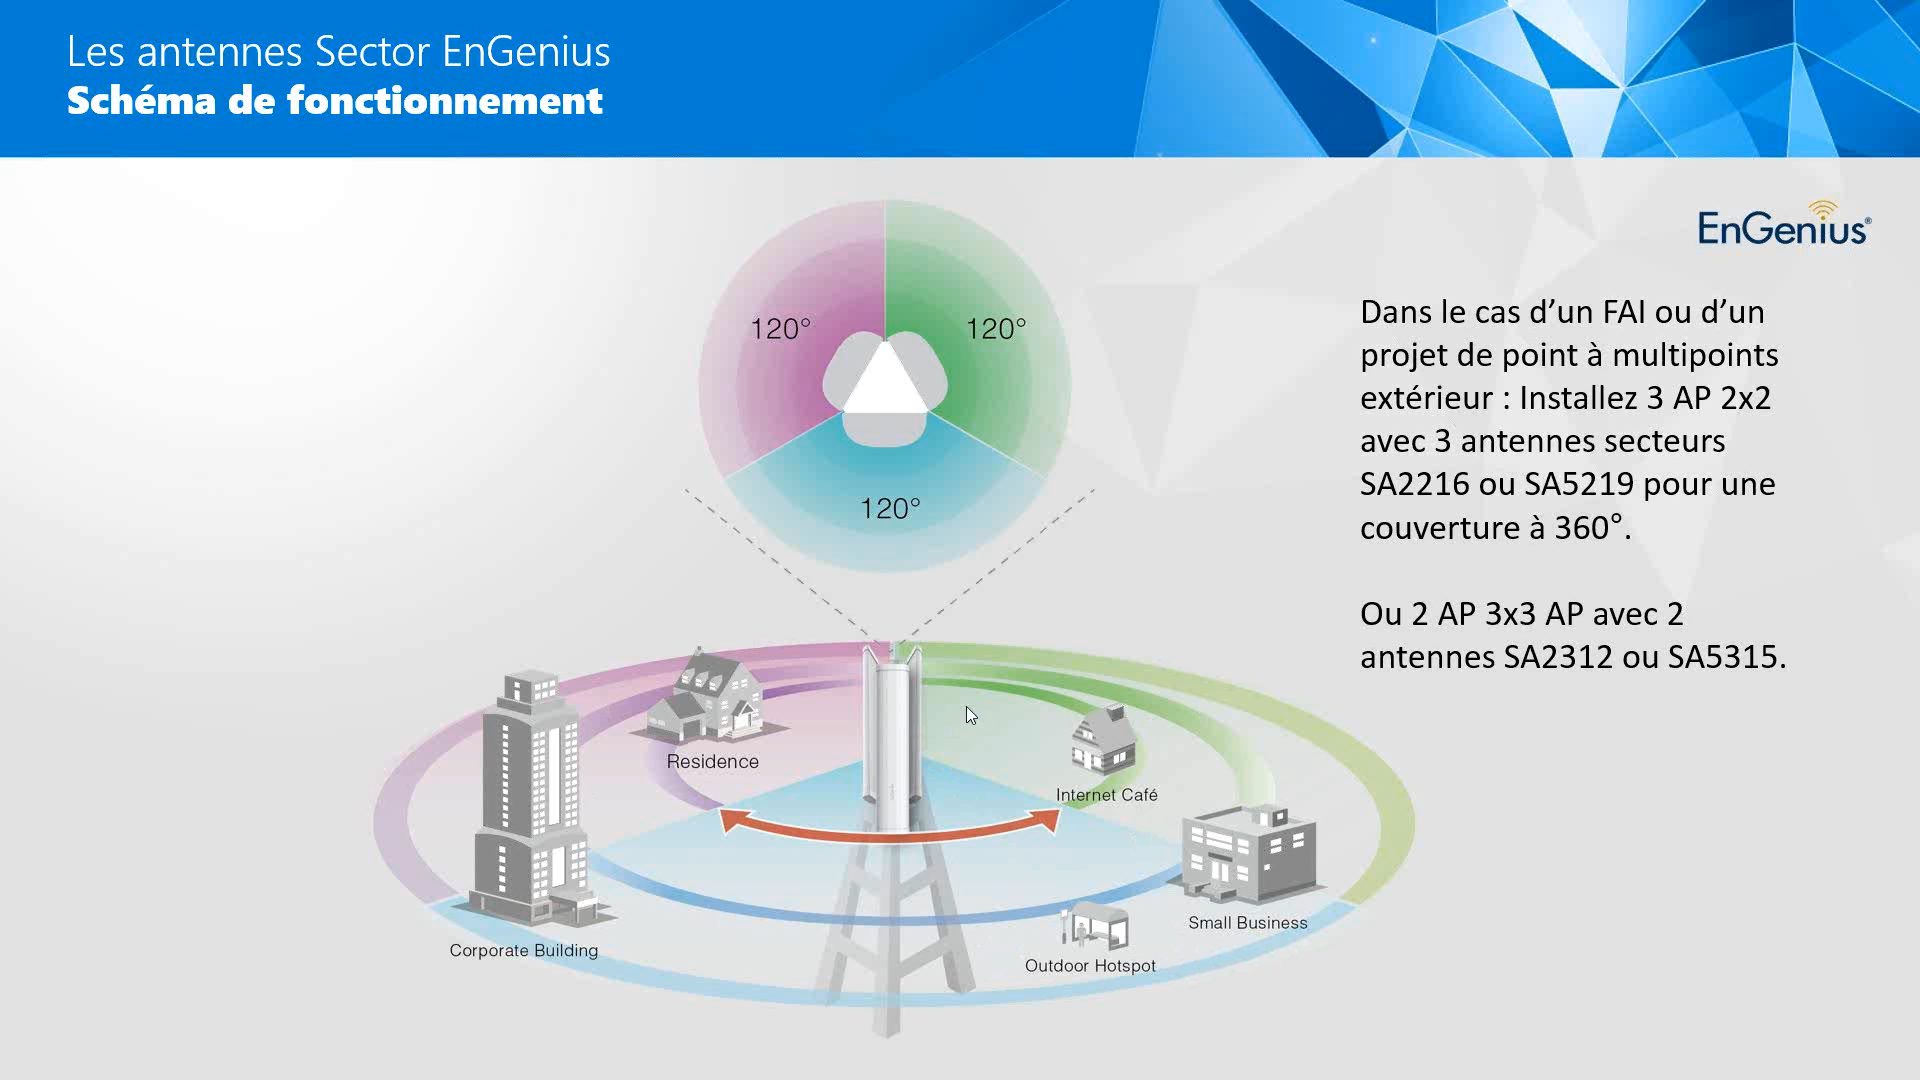 Les antennes Sector EnGenius
Schéma de fonctionnement
EnGenius®
120°
120°
120°
Dans le cas d’un FAI ou d’un
projet de point à multipoints
extérieur : Installez 3 AP 2x2
avec 3 antennes secteurs
SA2216 ou SA5219 pour une
couverture à 360°.
Ou 2 AP 3x3 AP avec 2
antennes SA2312 ou SA5315.
Residence
Internet Café
Small Business
Corporate Building
Outdoor Hotspot